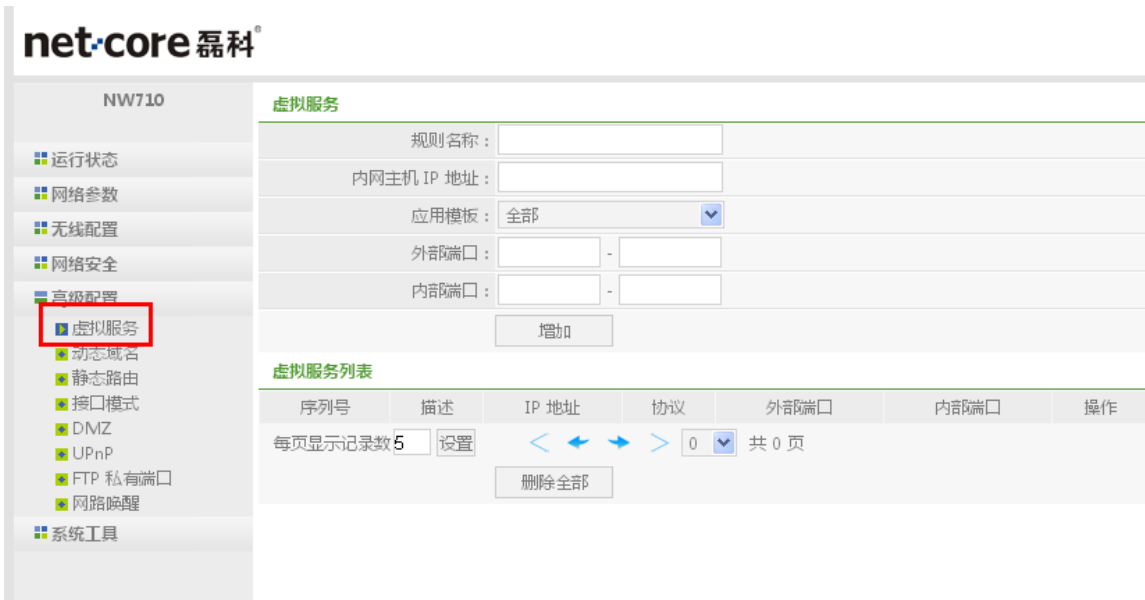 net-core 磊科®
NW710
运行状态
网络参数
无线配置
网络安全
高级配置
虚拟服务
动态域名
静态路由
接口模式
DMZ
UPnP
FTP 私有端口
网路唤醒
系统工具
虚拟服务
规则名称：
内网主机 IP 地址：
应用模板： 全部
外部端口： -
内部端口： -
增加
虚拟服务列表
序列号 描述 IP 地址 协议 外部端口 内部端口 操作
每页显示记录数 5 设置 0 共 0 页
删除全部